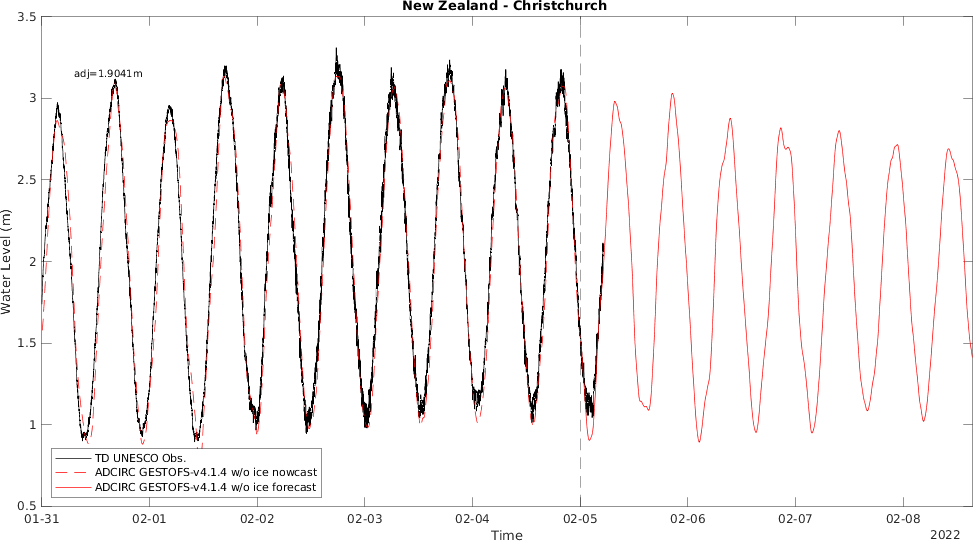 New Zealand - Christchurch
3.5
adj=1.9041m
3
2.5
2
1.5
1
0.5
Water Level (m)
TD UNESCO Obs.
ADCIRC GESTOFS-v4.1.4 w/o ice nowcast
ADCIRC GESTOFS-v4.1.4 w/o ice forecast
01-31 02-01 02-02 02-03 02-04 02-05 02-06 02-07 02-08
Time
2022